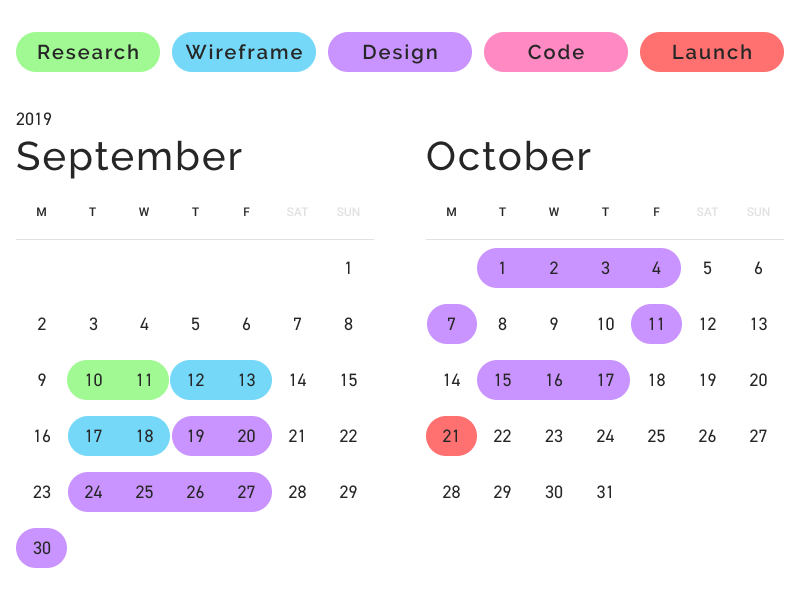 Research Wireframe Design Code Launch
2019
September October
M T W T F SAT SUN M T W T F SAT SUN
1 1 2 3 4 5 6
2 3 4 5 6 7 8 7 8 9 10 11 12 13
9 10 11 12 13 14 15 14 15 16 17 18 19 20
16 17 18 19 20 21 22 21 22 23 24 25 26 27
23 24 25 26 27 28 29 28 29 30 31
30